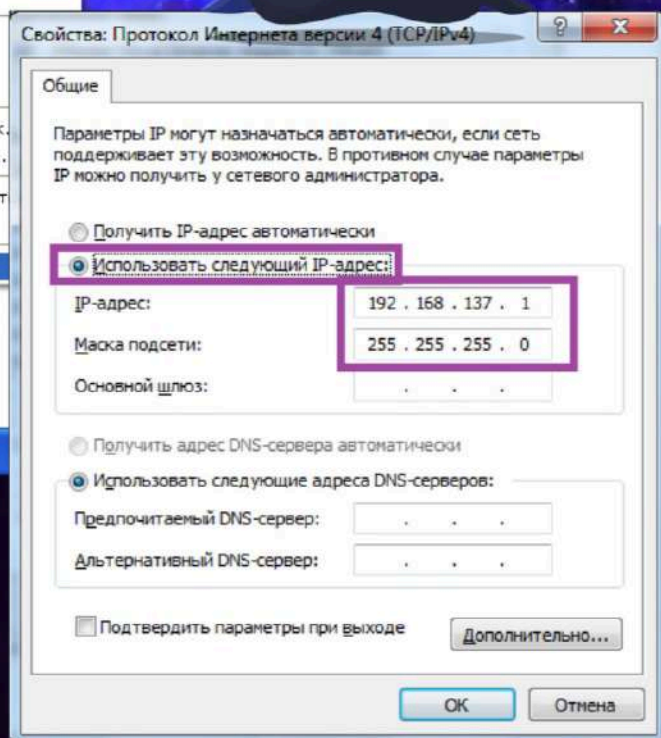 Свойства: Протокол Интернета версии 4 (TCP/IPv4)
Общие
Параметры IP могут назначаться автоматически, если сеть
поддерживает эту возможность. В противном случае параметры
IP можно получить у сетевого администратора.
Получить IP-адрес автоматически
Использовать следующий IP-адрес:
IP-адрес: 192 . 168 . 137 . 1
Маска подсети: 255 . 255 . 255 . 0
Основной шлюз: . . .
Получить адрес DNS-сервера автоматически
Использовать следующие адреса DNS-серверов:
Предпочитаемый DNS-сервер: . . .
Альтернативный DNS-сервер: . . .
Подтвердить параметры при выходе
Дополнительно...
ОК Отмена